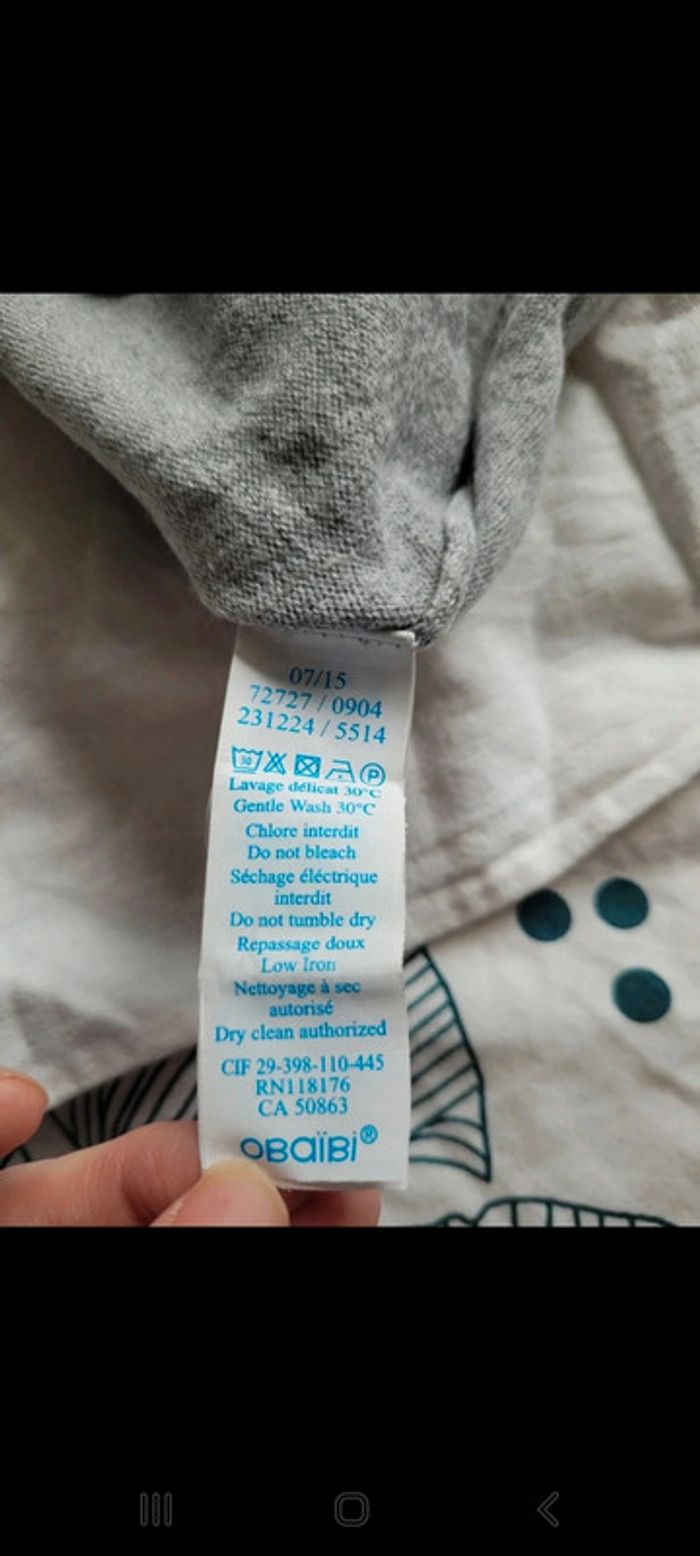 07/15
72727 / 0904
231224 / 5514
30
P
Lavage délicat 30°C
Gentle Wash 30°C
Chlore interdit
Do not bleach
Séchage éléctrique
interdit
Do not tumble dry
Repassage doux
Low Iron
Nettoyage à sec
autorisé
Dry clean authorized
CIF 29-398-110-445
RN118176
CA 50863
OBaïBi®